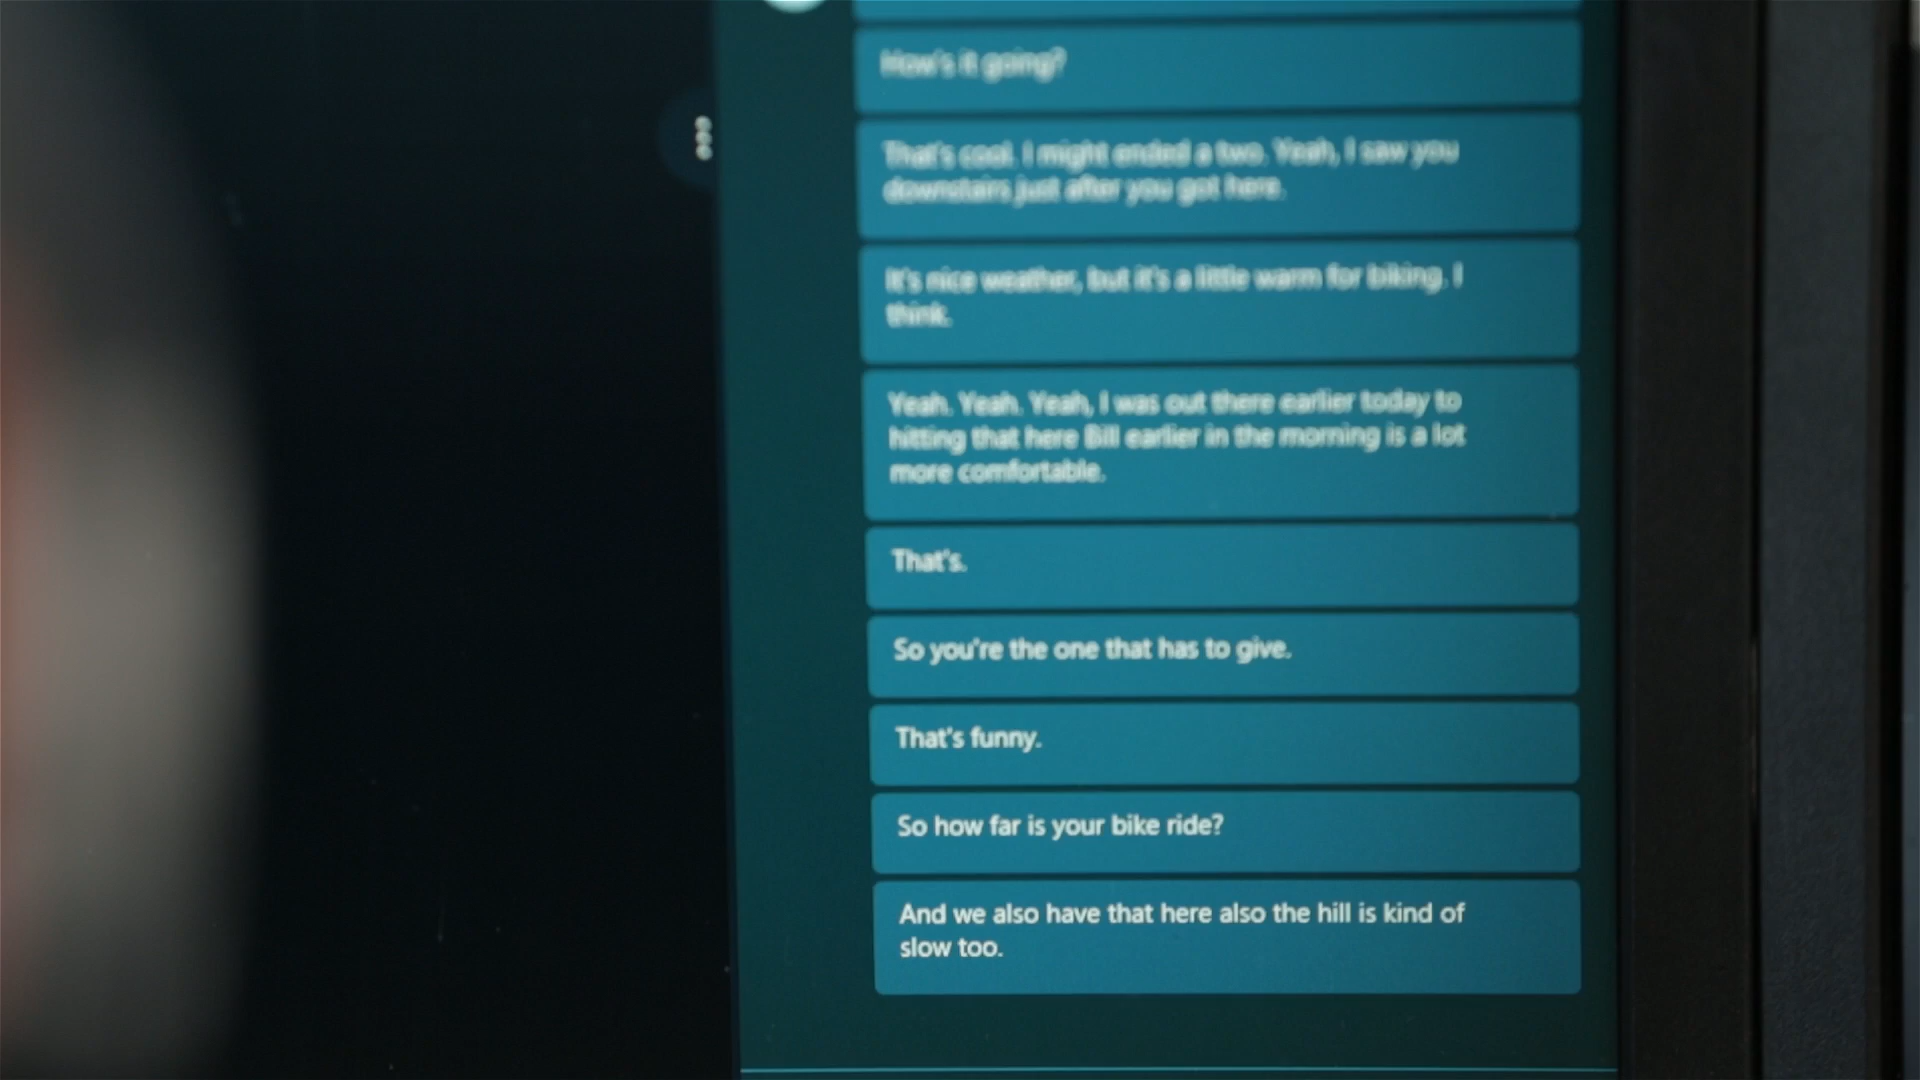 How's it going?
That's cool. I might ended a two. Yeah, I saw you
downstairs just after you got here.
It's nice weather, but it's a little warm for biking. I
think.
Yeah. Yeah. Yeah, I was out there earlier today to
hitting that here Bill earlier in the morning is a lot
more comfortable.
That's.
So you're the one that has to give.
That's funny.
So how far is your bike ride?
And we also have that here also the hill is kind of
slow too.